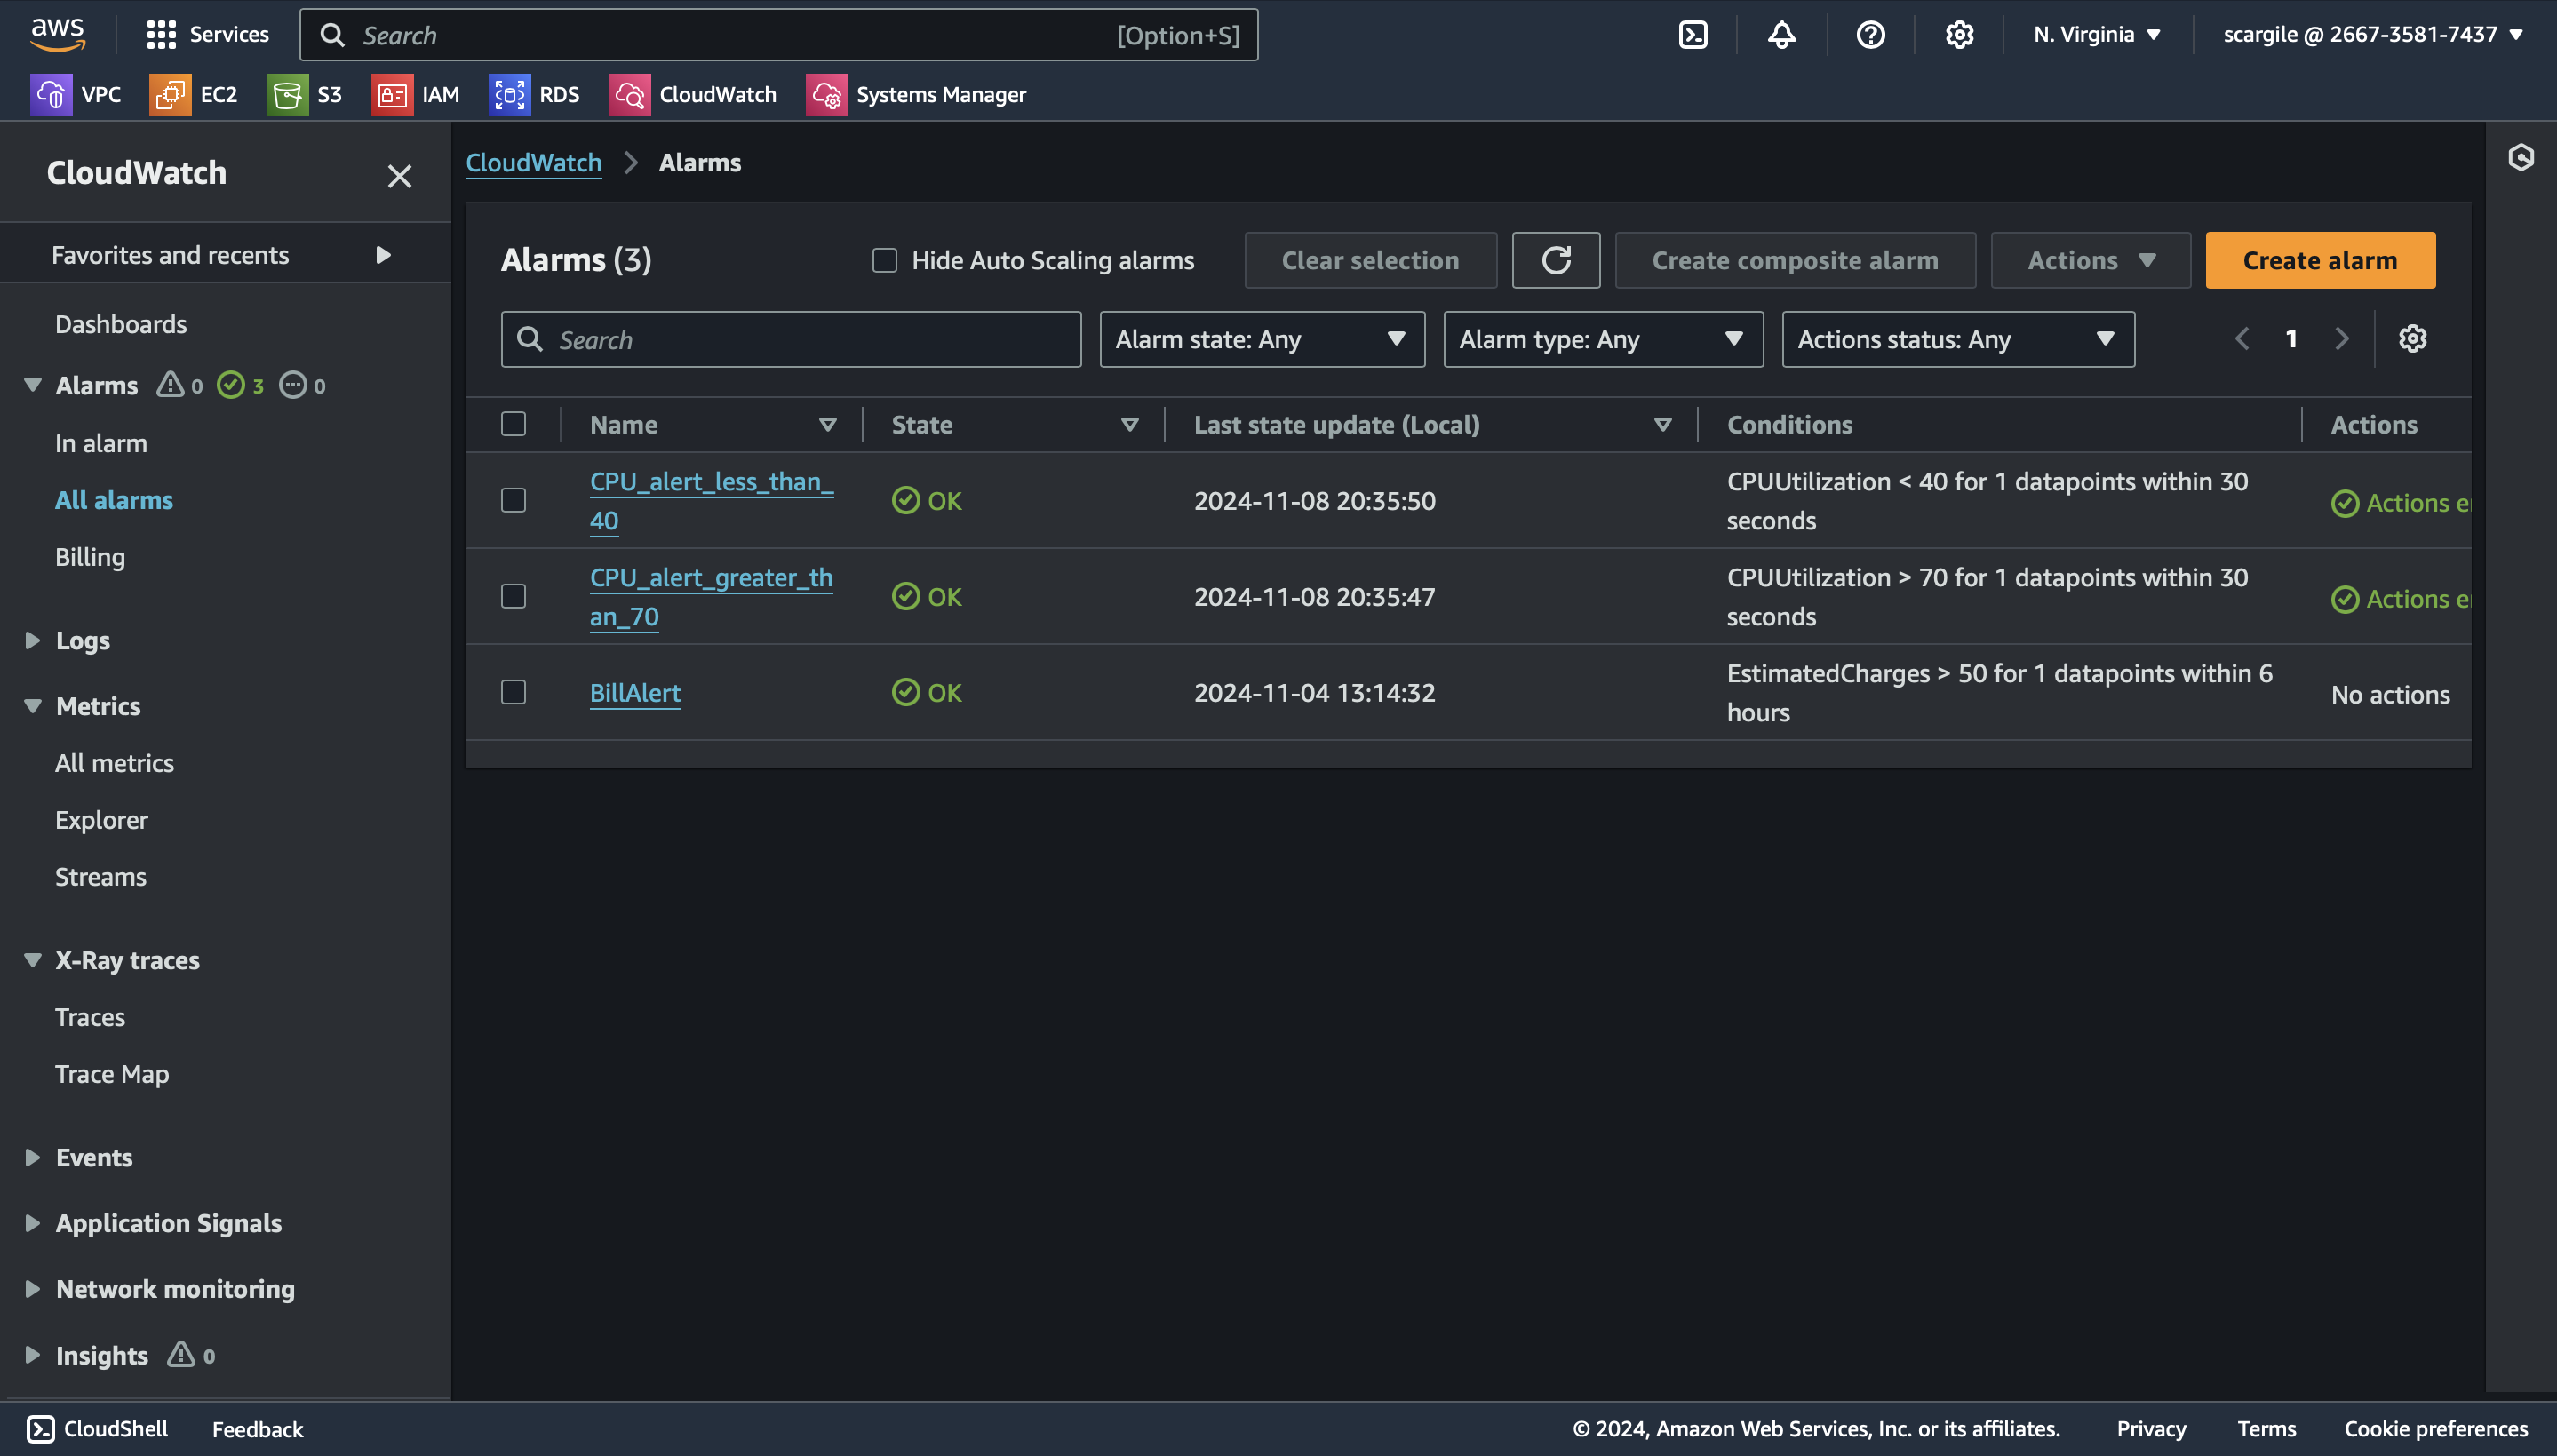 aws
Services
Search
[Option+S]
N. Virginia
scargile @ 2667-3581-7437
VPC
EC2
S3
IAM
RDS
CloudWatch
Systems Manager
CloudWatch
Favorites and recents
Dashboards
Alarms 0 3 0
In alarm
All alarms
Billing
Logs
Metrics
All metrics
Explorer
Streams
X-Ray traces
Traces
Trace Map
Events
Application Signals
Network monitoring
Insights 0
CloudWatch
Alarms
Alarms (3)
Hide Auto Scaling alarms
Clear selection
Create composite alarm
Actions
Create alarm
Search
Alarm state: Any
Alarm type: Any
Actions status: Any
1
Name
State
Last state update (Local)
Conditions
Actions
CPU_alert_less_than_
40
OK
2024-11-08 20:35:50
CPUUtilization < 40 for 1 datapoints within 30
seconds
Actions e
CPU_alert_greater_th
an_70
OK
2024-11-08 20:35:47
CPUUtilization > 70 for 1 datapoints within 30
seconds
Actions e
BillAlert
OK
2024-11-04 13:14:32
EstimatedCharges > 50 for 1 datapoints within 6
hours
No actions
CloudShell
Feedback
© 2024, Amazon Web Services, Inc. or its affiliates.
Privacy
Terms
Cookie preferences